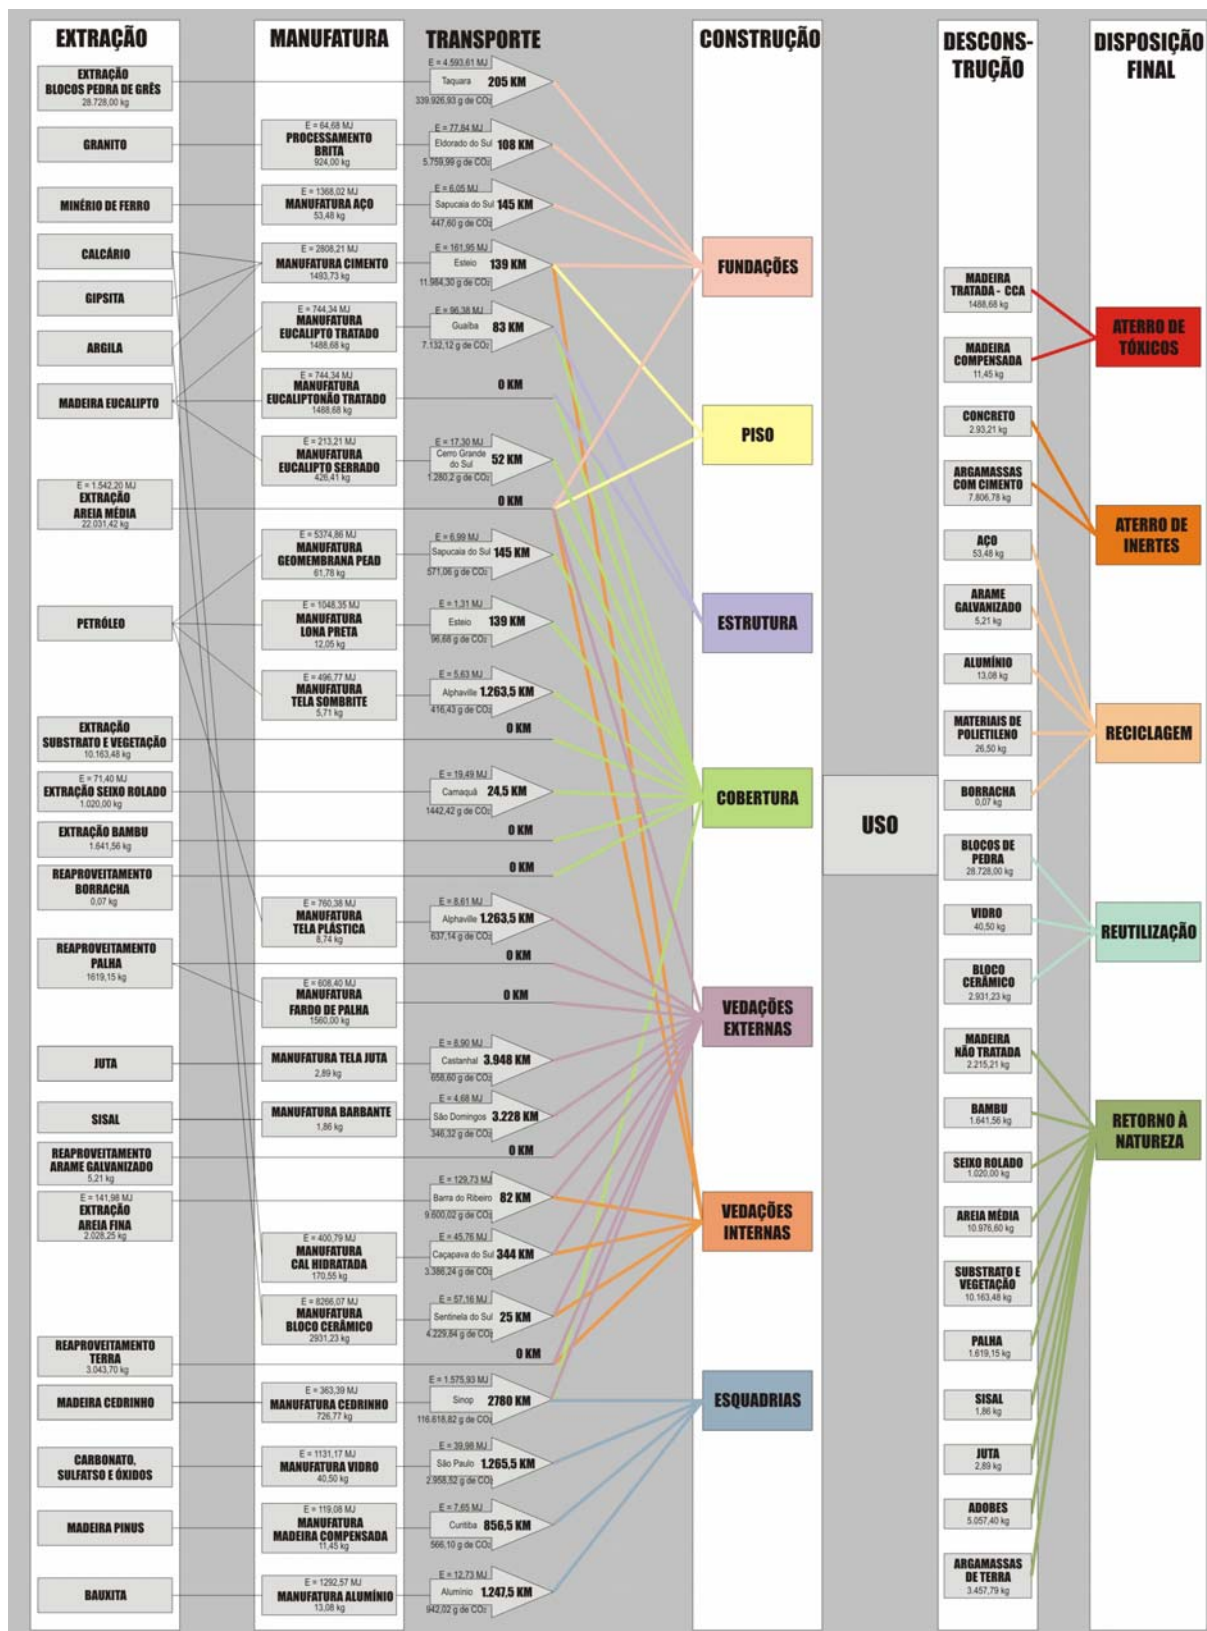 EXTRAÇÃO
EXTRAÇÃO
BLOCOS PEDRA DE GRÊS
28.728,00 kg
GRANITO
MINÉRIO DE FERRO
CALCÁRIO
GIPSITA
ARGILA
MADEIRA EUCALIPTO
E = 1.542,20 MJ
EXTRAÇÃO
AREIA MÉDIA
22.031,42 kg
PETRÓLEO
EXTRAÇÃO
SUBSTRATO E VEGETAÇÃO
10.163,48 kg
E = 71,40 MJ
EXTRAÇÃO SEIXO ROLADO
1.020,00 kg
EXTRAÇÃO BAMBU
1.641,56 kg
REAPROVEITAMENTO
BORRACHA
0,07 kg
REAPROVEITAMENTO
PALHA
1619,15 kg
JUTA
SISAL
REAPROVEITAMENTO
ARAME GALVANIZADO
5,21 kg
E = 141,98 MJ
EXTRAÇÃO
AREIA FINA
2.028,25 kg
REAPROVEITAMENTO
TERRA
3.043,70 kg
MADEIRA CEDRINHO
CARBONATO,
SULFATSO E ÓXIDOS
MADEIRA PINUS
BAUXITA
MANUFATURA
E = 64,68 MJ
PROCESSAMENTO
BRITA
924,00 kg
E = 1368,02 MJ
MANUFATURA AÇO
53,48 kg
E = 2808,21 MJ
MANUFATURA CIMENTO
1493,73 kg
E = 744,34 MJ
MANUFATURA
EUCALIPTO TRATADO
1488,68 kg
E = 744,34 MJ
MANUFATURA
EUCALIPTONÃO TRATADO
1488,68 kg
E = 213,21 MJ
MANUFATURA
EUCALIPTO SERRADO
426,41 kg
E = 5374,86 MJ
MANUFATURA
GEOMEMBRANA PEAD
61,78 kg
E = 1048,35 MJ
MANUFATURA
LONA PRETA
12,05 kg
E = 496,77 MJ
MANUFATURA
TELA SOMBRITE
5,71 kg
E = 760,38 MJ
MANUFATURA
TELA PLÁSTICA
8,74 kg
E = 608,40 MJ
MANUFATURA
FARDO DE PALHA
1560,00 kg
MANUFATURA TELA JUTA
2,89 kg
MANUFATURA BARBANTE
1,86 kg
E = 400,79 MJ
MANUFATURA
CAL HIDRATADA
170,55 kg
E = 8266,07 MJ
MANUFATURA
BLOCO CERÂMICO
2931,23 kg
E = 363,39 MJ
MANUFATURA CEDRINHO
726,77 kg
E = 1131,17 MJ
MANUFATURA VIDRO
40,50 kg
E = 119,08 MJ
MANUFATURA
MADEIRA COMPENSADA
11,45 kg
E = 1292,57 MJ
MANUFATURA ALUMÍNIO
13,08 kg
TRANSPORTE
E = 4.593,61 MJ
Taquara 205 KM
339.926,93 g de CO2
E = 77,84 MJ
Eldorado do Sul 108 KM
5.759,99 g de CO2
E = 6,05 MJ
Sapucaia do Sul 145 KM
447,60 g de CO2
E = 161,95 MJ
Esteio 139 KM
11.984,30 g de CO2
E = 96,38 MJ
Guaíba 83 KM
7.132,12 g de CO2
0 KM
E = 17,30 MJ
Cerro Grande
do Sul 52 KM
1.280,2 g de CO2
0 KM
E = 6,99 MJ
Sapucaia do Sul 145 KM
571,06 g de CO2
E = 1,31 MJ
Esteio 139 KM
96,68 g de CO2
E = 5,63 MJ
Alphaville 1.263,5 KM
416,43 g de CO2
0 KM
E = 19,49 MJ
Camaquã 24,5 KM
1442,42 g de CO2
0 KM
0 KM
E = 8,61 MJ
Alphaville 1.263,5 KM
637,14 g de CO2
0 KM
0 KM
E = 8,90 MJ
Castanhal 3.948 KM
658,60 g de CO2
E = 4,68 MJ
São Domingos 3.228 KM
346,32 g de CO2
0 KM
E = 129,73 MJ
Barra do Ribeiro 82 KM
9.600,02 g de CO2
E = 45,76 MJ
Caçapava do Sul 344 KM
3.386,24 g de CO2
E = 57,16 MJ
Sentinela do Sul 25 KM
4.229,84 g de CO2
0 KM
E = 1.575,93 MJ
Sinop 2780 KM
116.618,82 g de CO2
E = 39,98 MJ
São Paulo 1.265,5 KM
2.958,52 g de CO2
E = 7,65 MJ
Curitiba 856,5 KM
566,10 g de CO2
E = 12,73 MJ
Alumínio 1.247,5 KM
942,02 g de CO2
CONSTRUÇÃO
FUNDAÇÕES
PISO
ESTRUTURA
COBERTURA
VEDAÇÕES
EXTERNAS
VEDAÇÕES
INTERNAS
ESQUADRIAS
USO
DESCONS-
TRUÇÃO
MADEIRA
TRATADA - CCA
1488,68 kg
MADEIRA
COMPENSADA
11,45 kg
CONCRETO
2.93,21 kg
ARGAMASSAS
COM CIMENTO
7.806,78 kg
AÇO
53,48 kg
ARAME
GALVANIZADO
5,21 kg
ALUMÍNIO
13,08 kg
MATERIAIS DE
POLIETILENO
26,50 kg
BORRACHA
0,07 kg
BLOCOS DE
PEDRA
28.728,00 kg
VIDRO
40,50 kg
BLOCO
CERÂMICO
2.931,23 kg
MADEIRA
NÃO TRATADA
2.215,21 kg
BAMBU
1.641,56 kg
SEIXO ROLADO
1.020,00 kg
AREIA MÉDIA
10.976,60 kg
SUBSTRATO E
VEGETAÇÃO
10.163,48 kg
PALHA
1.619,15 kg
SISAL
1,86 kg
JUTA
2,89 kg
ADOBES
5.057,40 kg
ARGAMASSAS
DE TERRA
3.457,79 kg
DISPOSIÇÃO
FINAL
ATERRO DE
TÓXICOS
ATERRO DE
INERTES
RECICLAGEM
REUTILIZAÇÃO
RETORNO À
NATUREZA